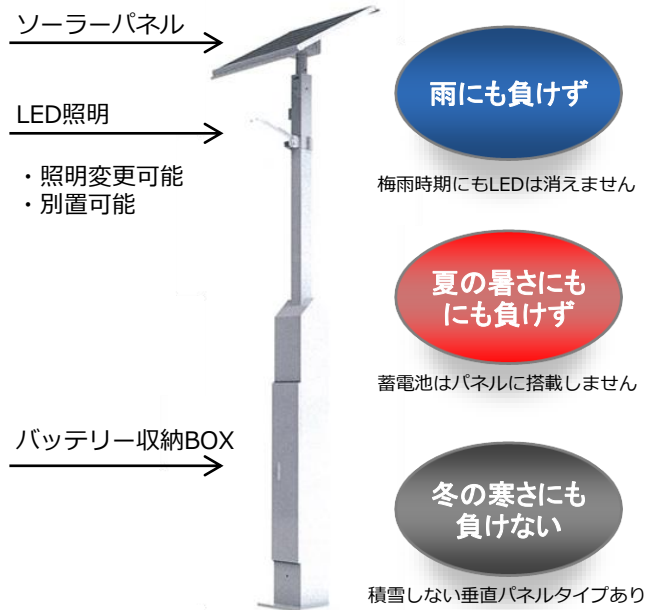 ソーラーパネル
LED照明
・照明変更可能
・別置可能
バッテリー収納BOX
雨にも負けず
梅雨時期にもLEDは消えません
夏の暑さにも
にも負けず
蓄電池はパネルに搭載しません
冬の寒さにも
負けない
積雪しない垂直パネルタイプあり